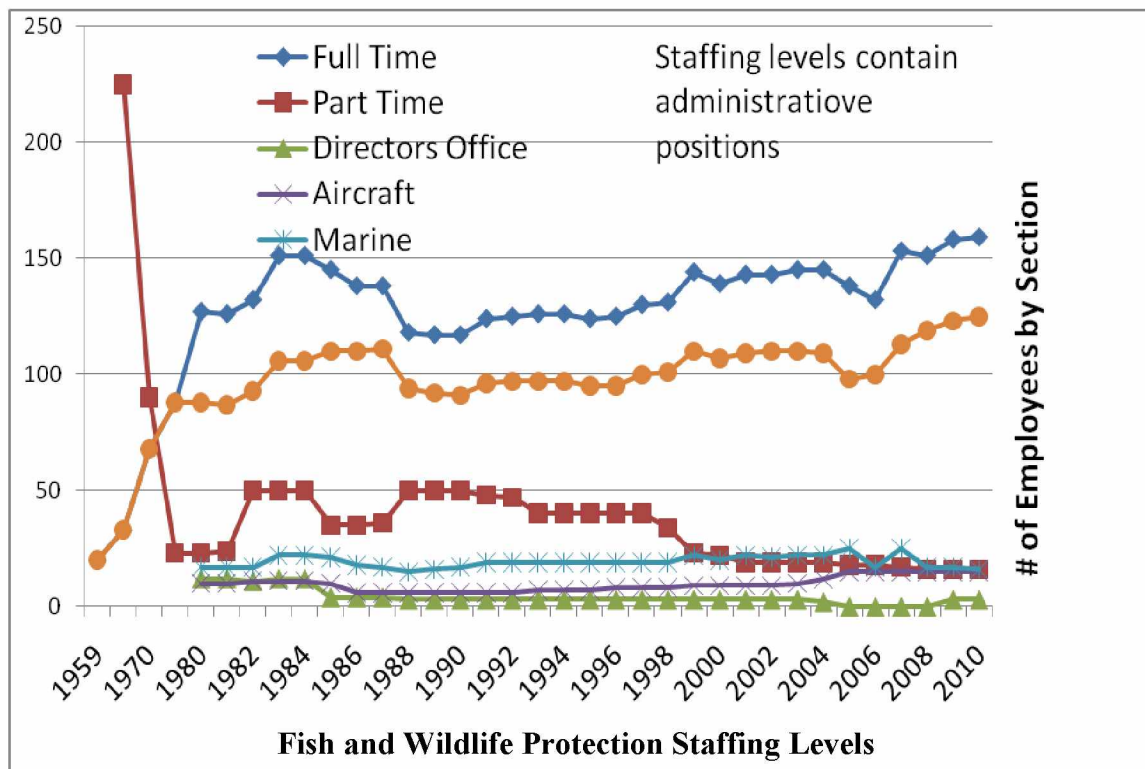 250
200
150
100
50
0
Full Time
Part Time
Directors Office
Aircraft
Marine
Staffing levels contain
administratiove
positions
# of Employees by Section
1959
1970
1980
1982
1984
1986
1988
1990
1992
1994
1996
1998
2000
2002
2004
2006
2008
2010
Fish and Wildlife Protection Staffing Levels